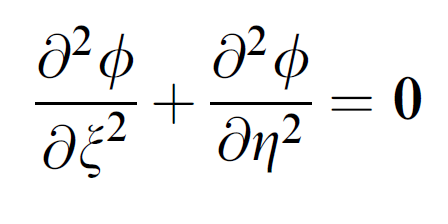 ∂²ϕ/∂ξ² + ∂²ϕ/∂η² = 0